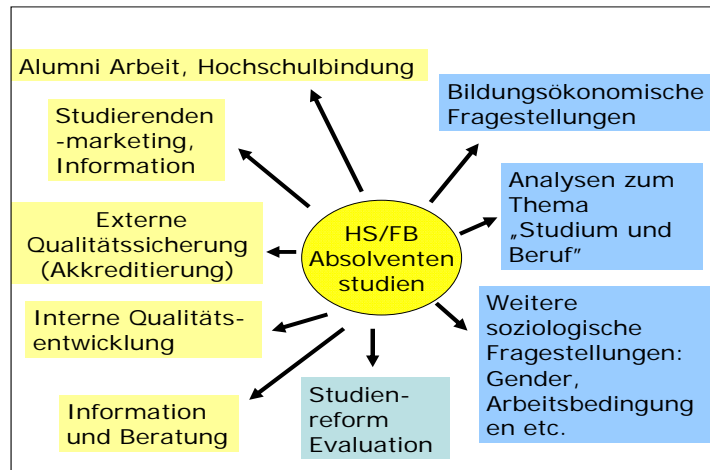 Alumni Arbeit, Hochschulbindung
Studierenden
-marketing,
Information
Externe
Qualitätssicherung
(Akkreditierung)
Interne Qualitäts-
entwicklung
Information
und Beratung
HS/FB
Absolventen
studien
Studien-
reform
Evaluation
Bildungsökonomische
Fragestellungen
Analysen zum
Thema
„Studium und
Beruf"
Weitere
soziologische
Fragestellungen:
Gender,
Arbeitsbedingung
en etc.